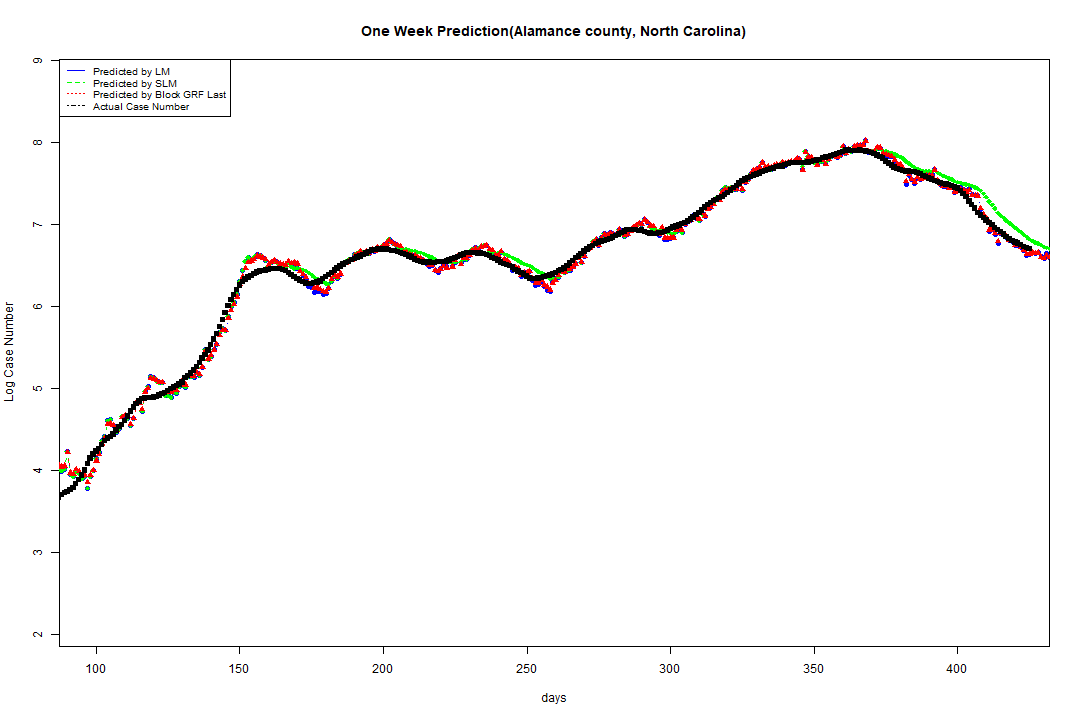 One Week Prediction(Alamance county, North Carolina)
Predicted by LM
Predicted by SLM
Predicted by Block GRF Last
Actual Case Number
Log Case Number
9
8
7
6
5
4
3
2
100 150 200 250 300 350 400
days